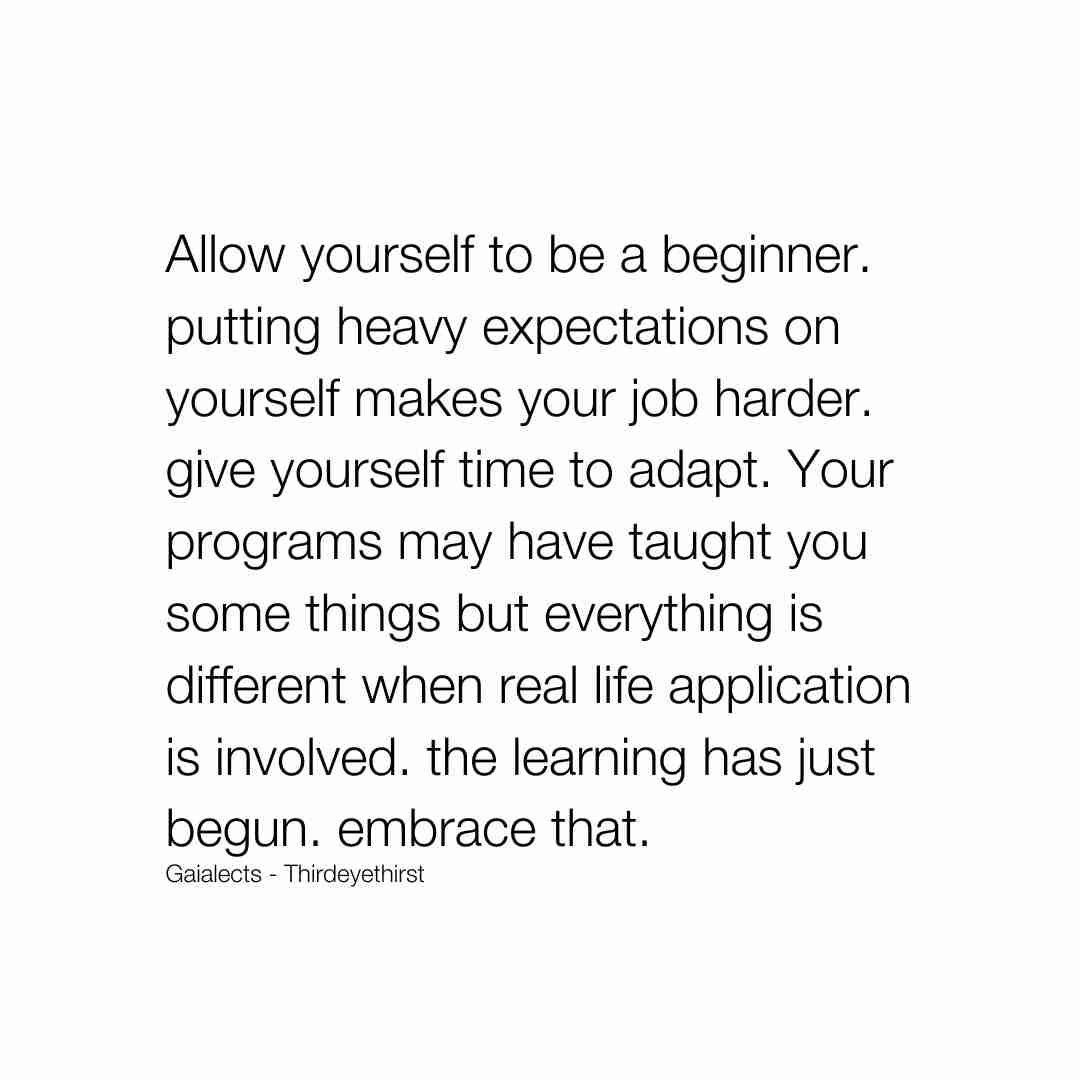 Allow yourself to be a beginner.
putting heavy expectations on
yourself makes your job harder.
give yourself time to adapt. Your
programs may have taught you
some things but everything is
different when real life application
is involved. the learning has just
begun. embrace that.
Gaialects - Thirdeyethirst